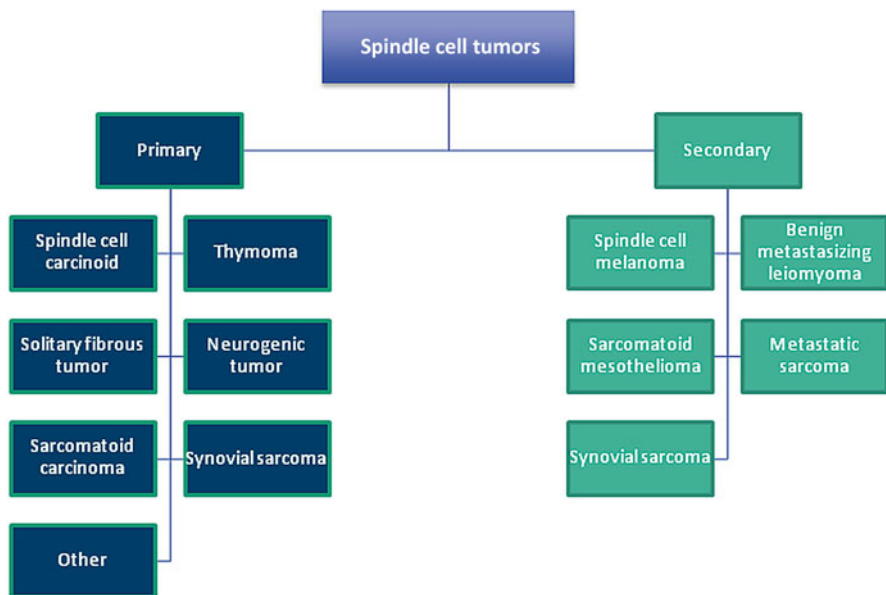 Spindle cell tumors
Primary
Secondary
Spindle cell
carcinoid
Thymoma
Solitary fibrous
tumor
Neurogenic
tumor
Sarcomatoid
carcinoma
Synovial sarcoma
Other
Spindle cell
melanoma
Benign
metastasizing
leiomyoma
Sarcomatoid
mesothelioma
Metastatic
sarcoma
Synovial sarcoma